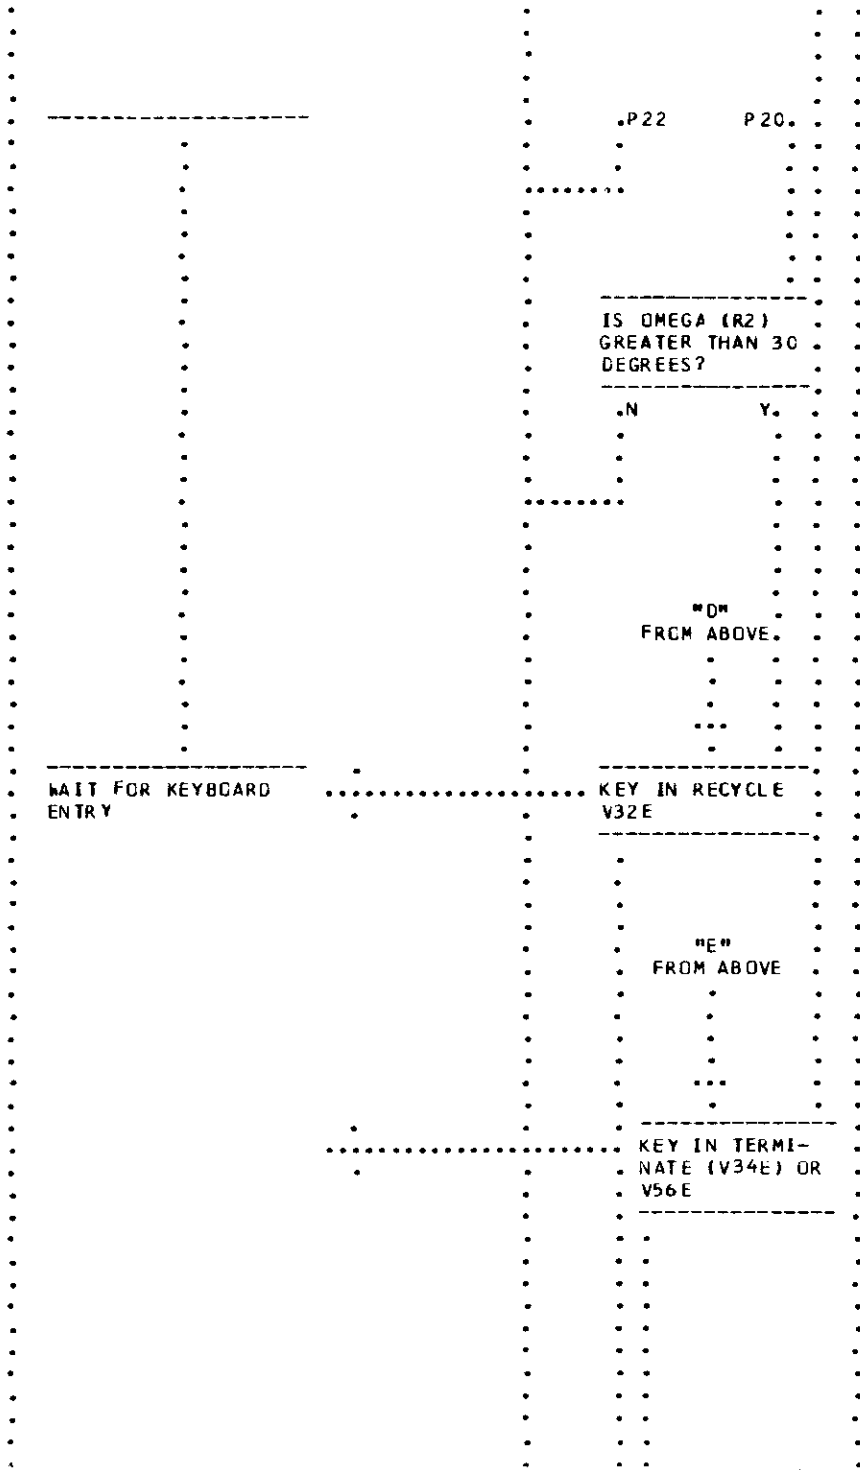 P22 P20
IS OMEGA (R2)
GREATER THAN 30
DEGREES?
N Y
"D"
FROM ABOVE
WAIT FOR KEYBOARD
ENTRY
KEY IN RECYCLE
V32E
"E"
FROM ABOVE
KEY IN TERMI-
NATE (V34E) OR
V56E